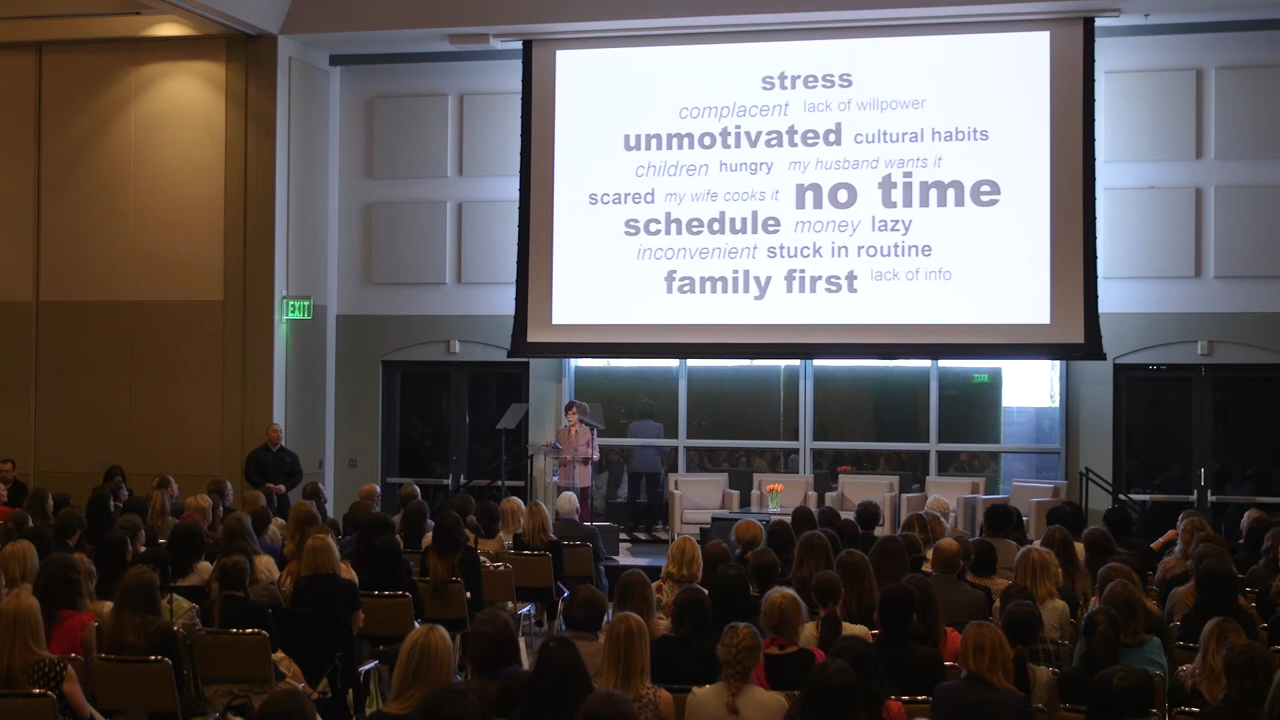 stress
complacent lack of willpower
unmotivated cultural habits
children hungry my husband wants it
scared my wife cooks it no time
schedule money lazy
inconvenient stuck in routine
family first lack of info
EXIT